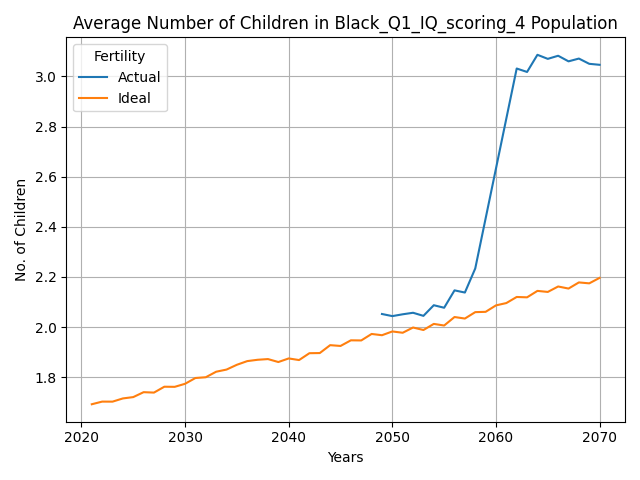 Average Number of Children in Black_Q1_IQ_scoring_4 Population
Fertility
Actual
Ideal
3.0
2.8
2.6
2.4
2.2
2.0
1.8
No. of Children
2020
2030
2040
2050
2060
2070
Years